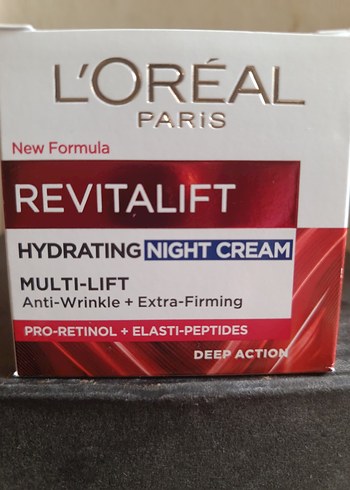 L'ORÉAL
PARiS
New Formula
REVITALIFT
HYDRATING NIGHT CREAM
MULTI-LIFT
Anti-Wrinkle + Extra-Firming
PRO-RETINOL + ELASTI-PEPTIDES
DEEP ACTION